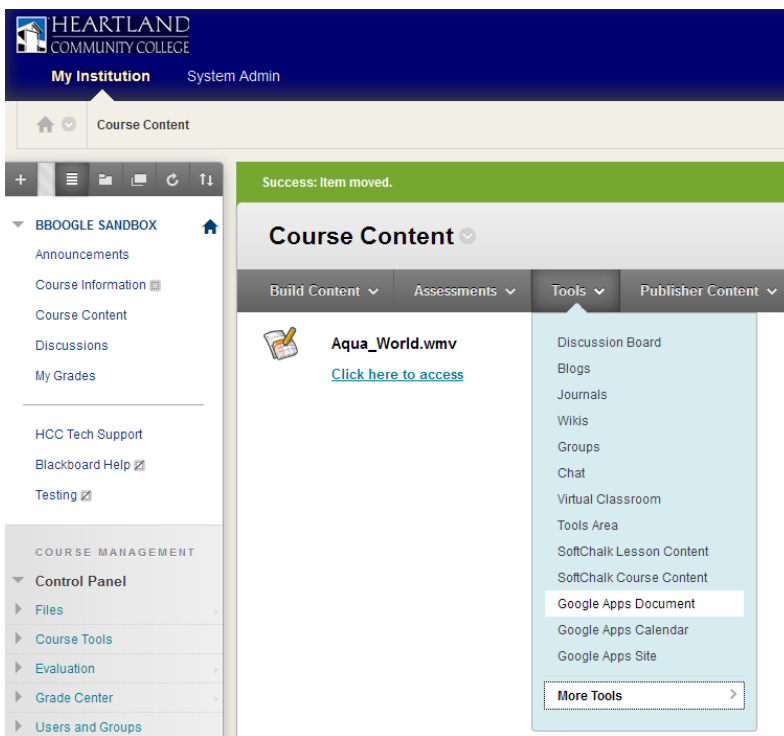 HEARTLAND
COMMUNITY COLLEGE
My Institution System Admin
Course Content
Success: Item moved.
BBOOGLE SANDBOX
Announcements
Course Information
Course Content
Discussions
My Grades
HCC Tech Support
Blackboard Help
Testing
COURSE MANAGEMENT
Control Panel
Files
Course Tools
Evaluation
Grade Center
Users and Groups
Course Content
Build Content Assessments Tools Publisher Content
Aqua_World.wmv
Click here to access
Discussion Board
Blogs
Journals
Wikis
Groups
Chat
Virtual Classroom
Tools Area
SoftChalk Lesson Content
SoftChalk Course Content
Google Apps Document
Google Apps Calendar
Google Apps Site
More Tools